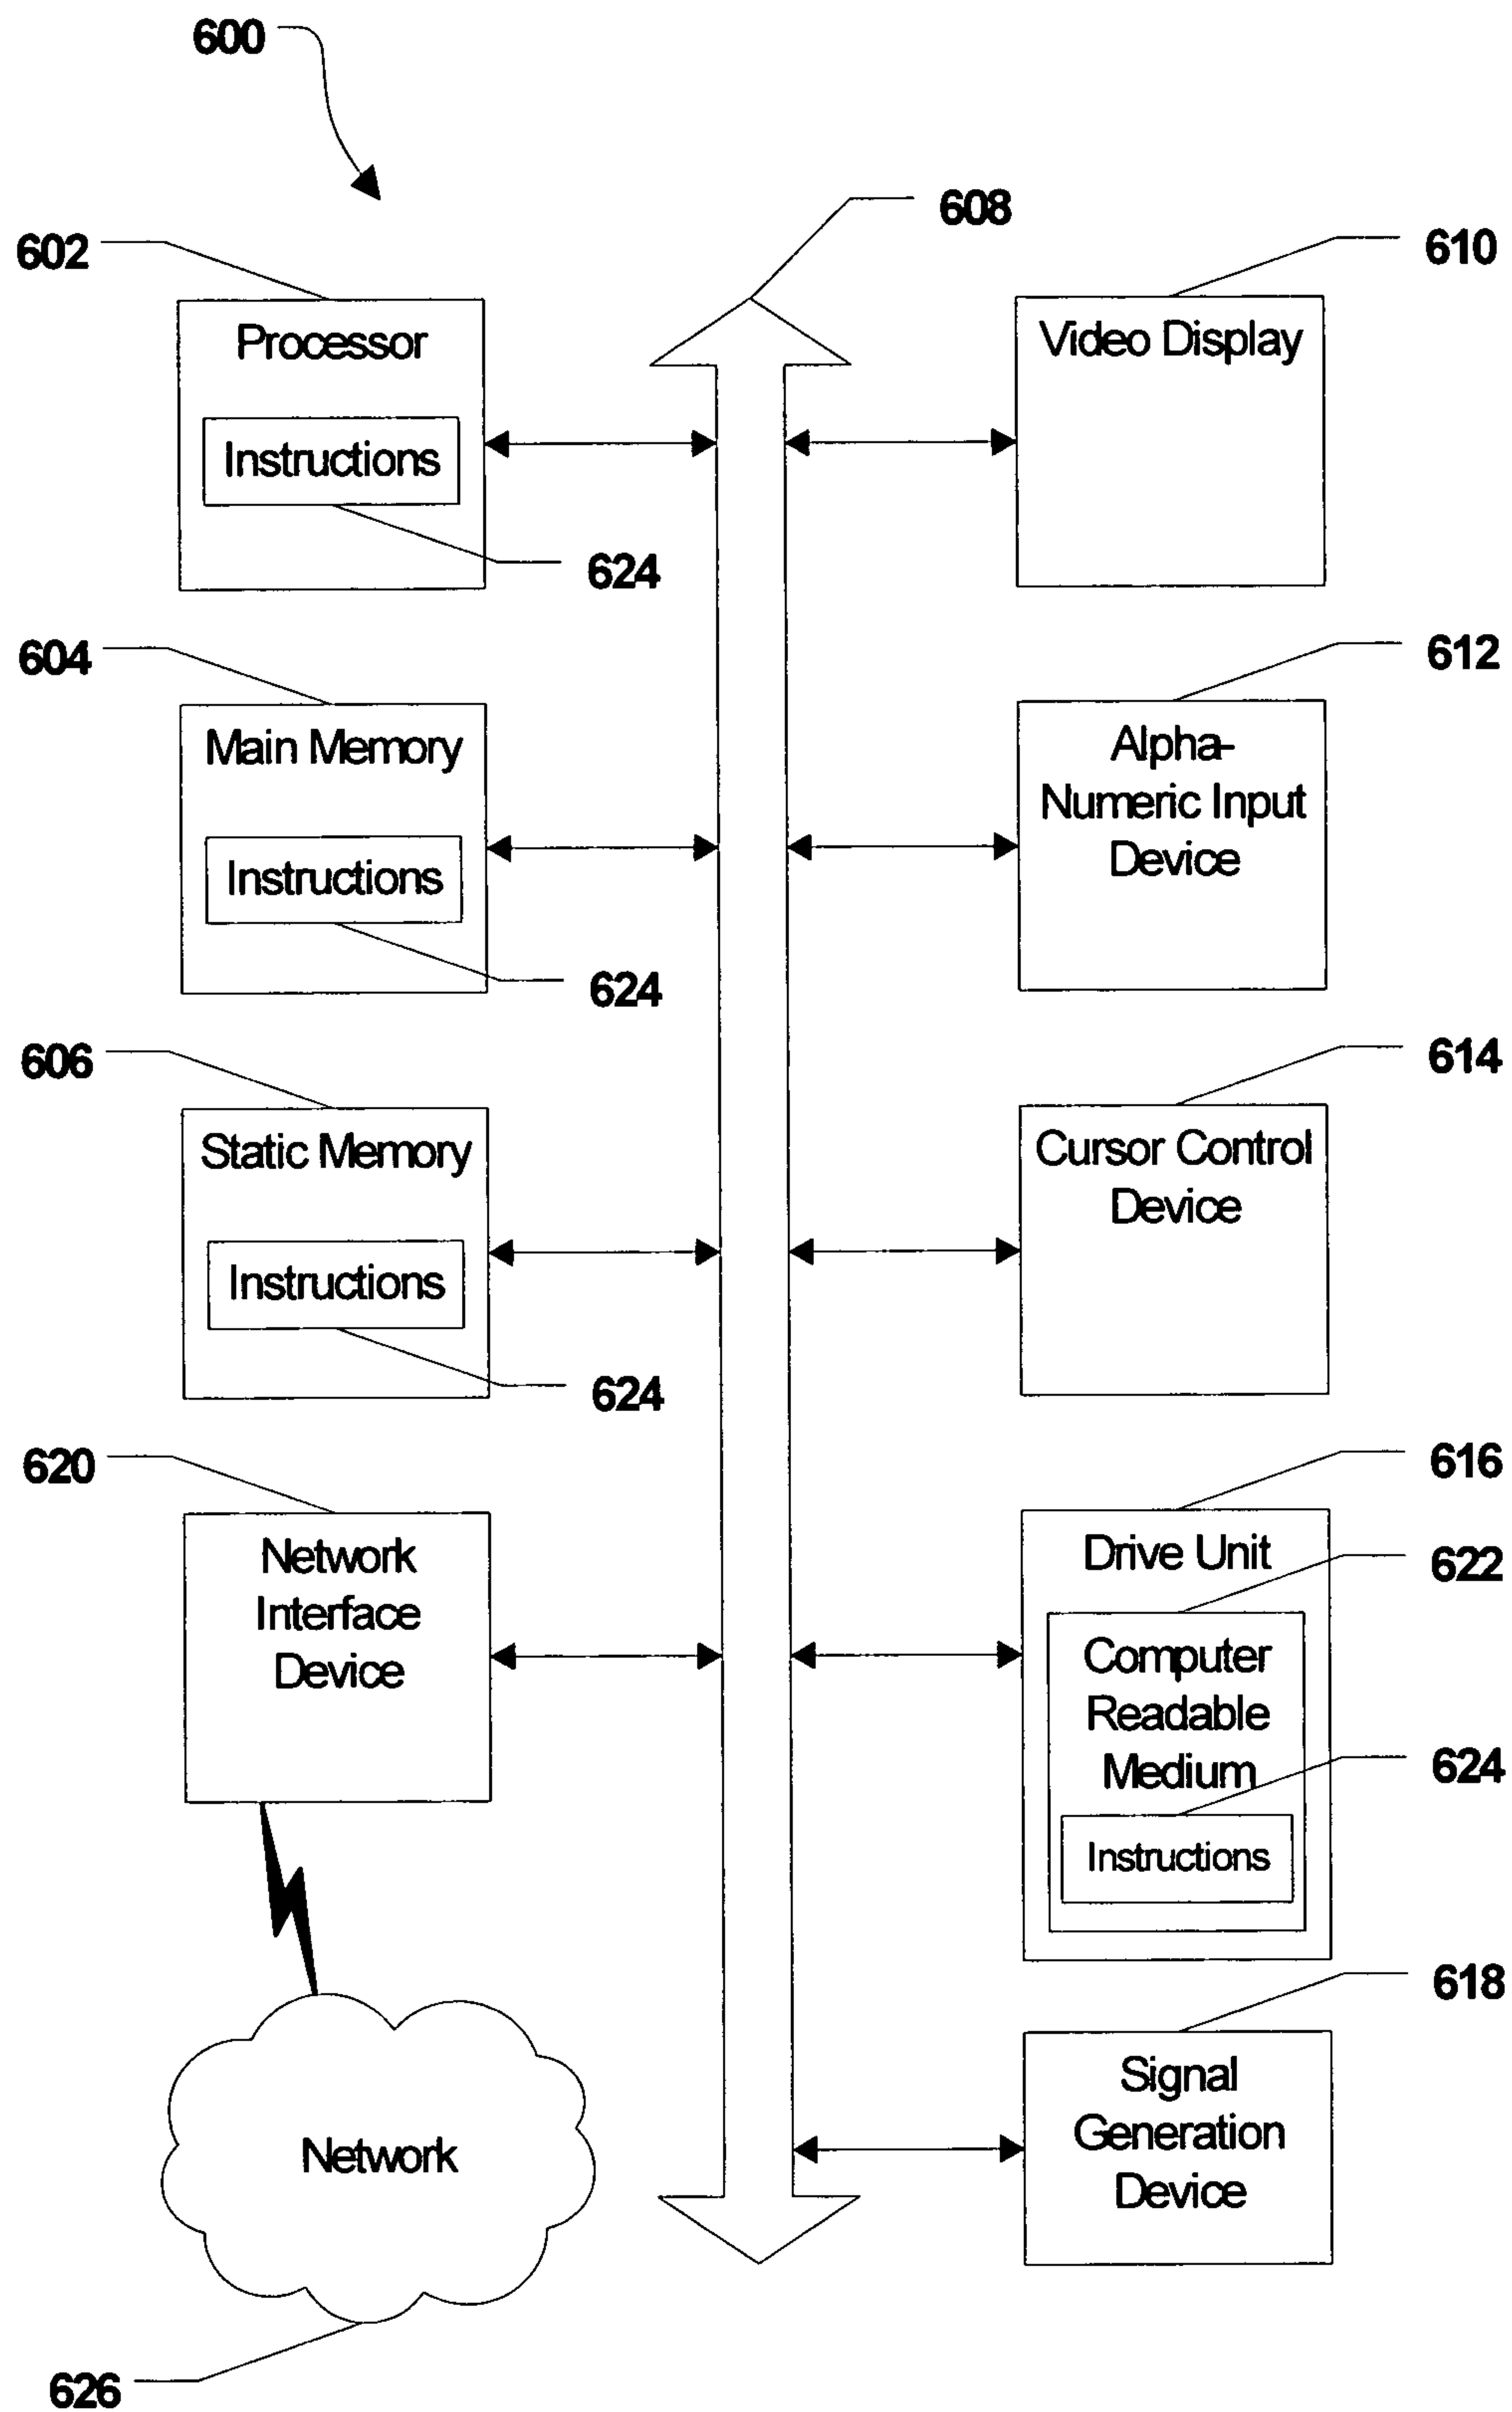 600
608
602
610
Processor
Instructions
624
Video Display
604
612
Main Memory
Instructions
624
Alpha-
Numeric Input
Device
606
614
Static Memory
Instructions
624
Cursor Control
Device
620
616
Network
Interface
Device
Drive Unit
622
Computer
Readable
Medium
624
Instructions
618
Signal
Generation
Device
Network
626